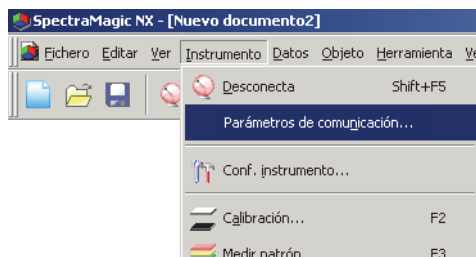 SpectraMagic NX - [Nuevo documento2]
Fichero Editar Ver Instrumento Datos Objeto Herramienta
Desconecta Shift+F5
Parámetros de comunicación...
Conf. instrumento...
Calibración... F2
Medir patrón F3